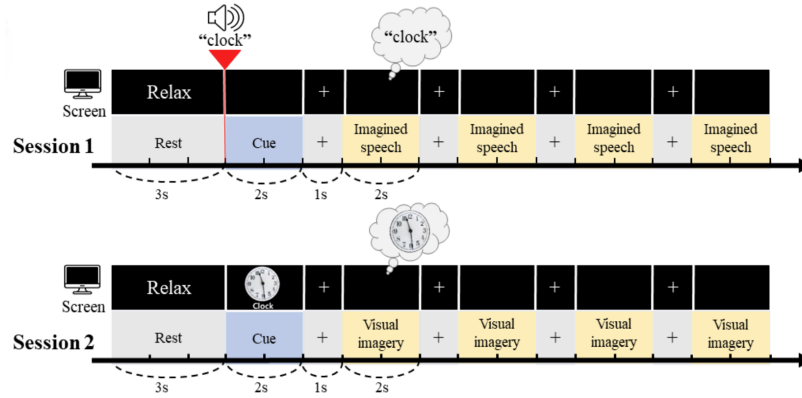 “clock”
“clock”
Relax + + + +
Screen
Session 1
Rest Cue + Imagined speech + Imagined speech + Imagined speech + Imagined speech
3s 2s 1s 2s
Relax Clock + + + +
Screen
Session 2
Rest Cue + Visual imagery + Visual imagery + Visual imagery + Visual imagery
3s 2s 1s 2s